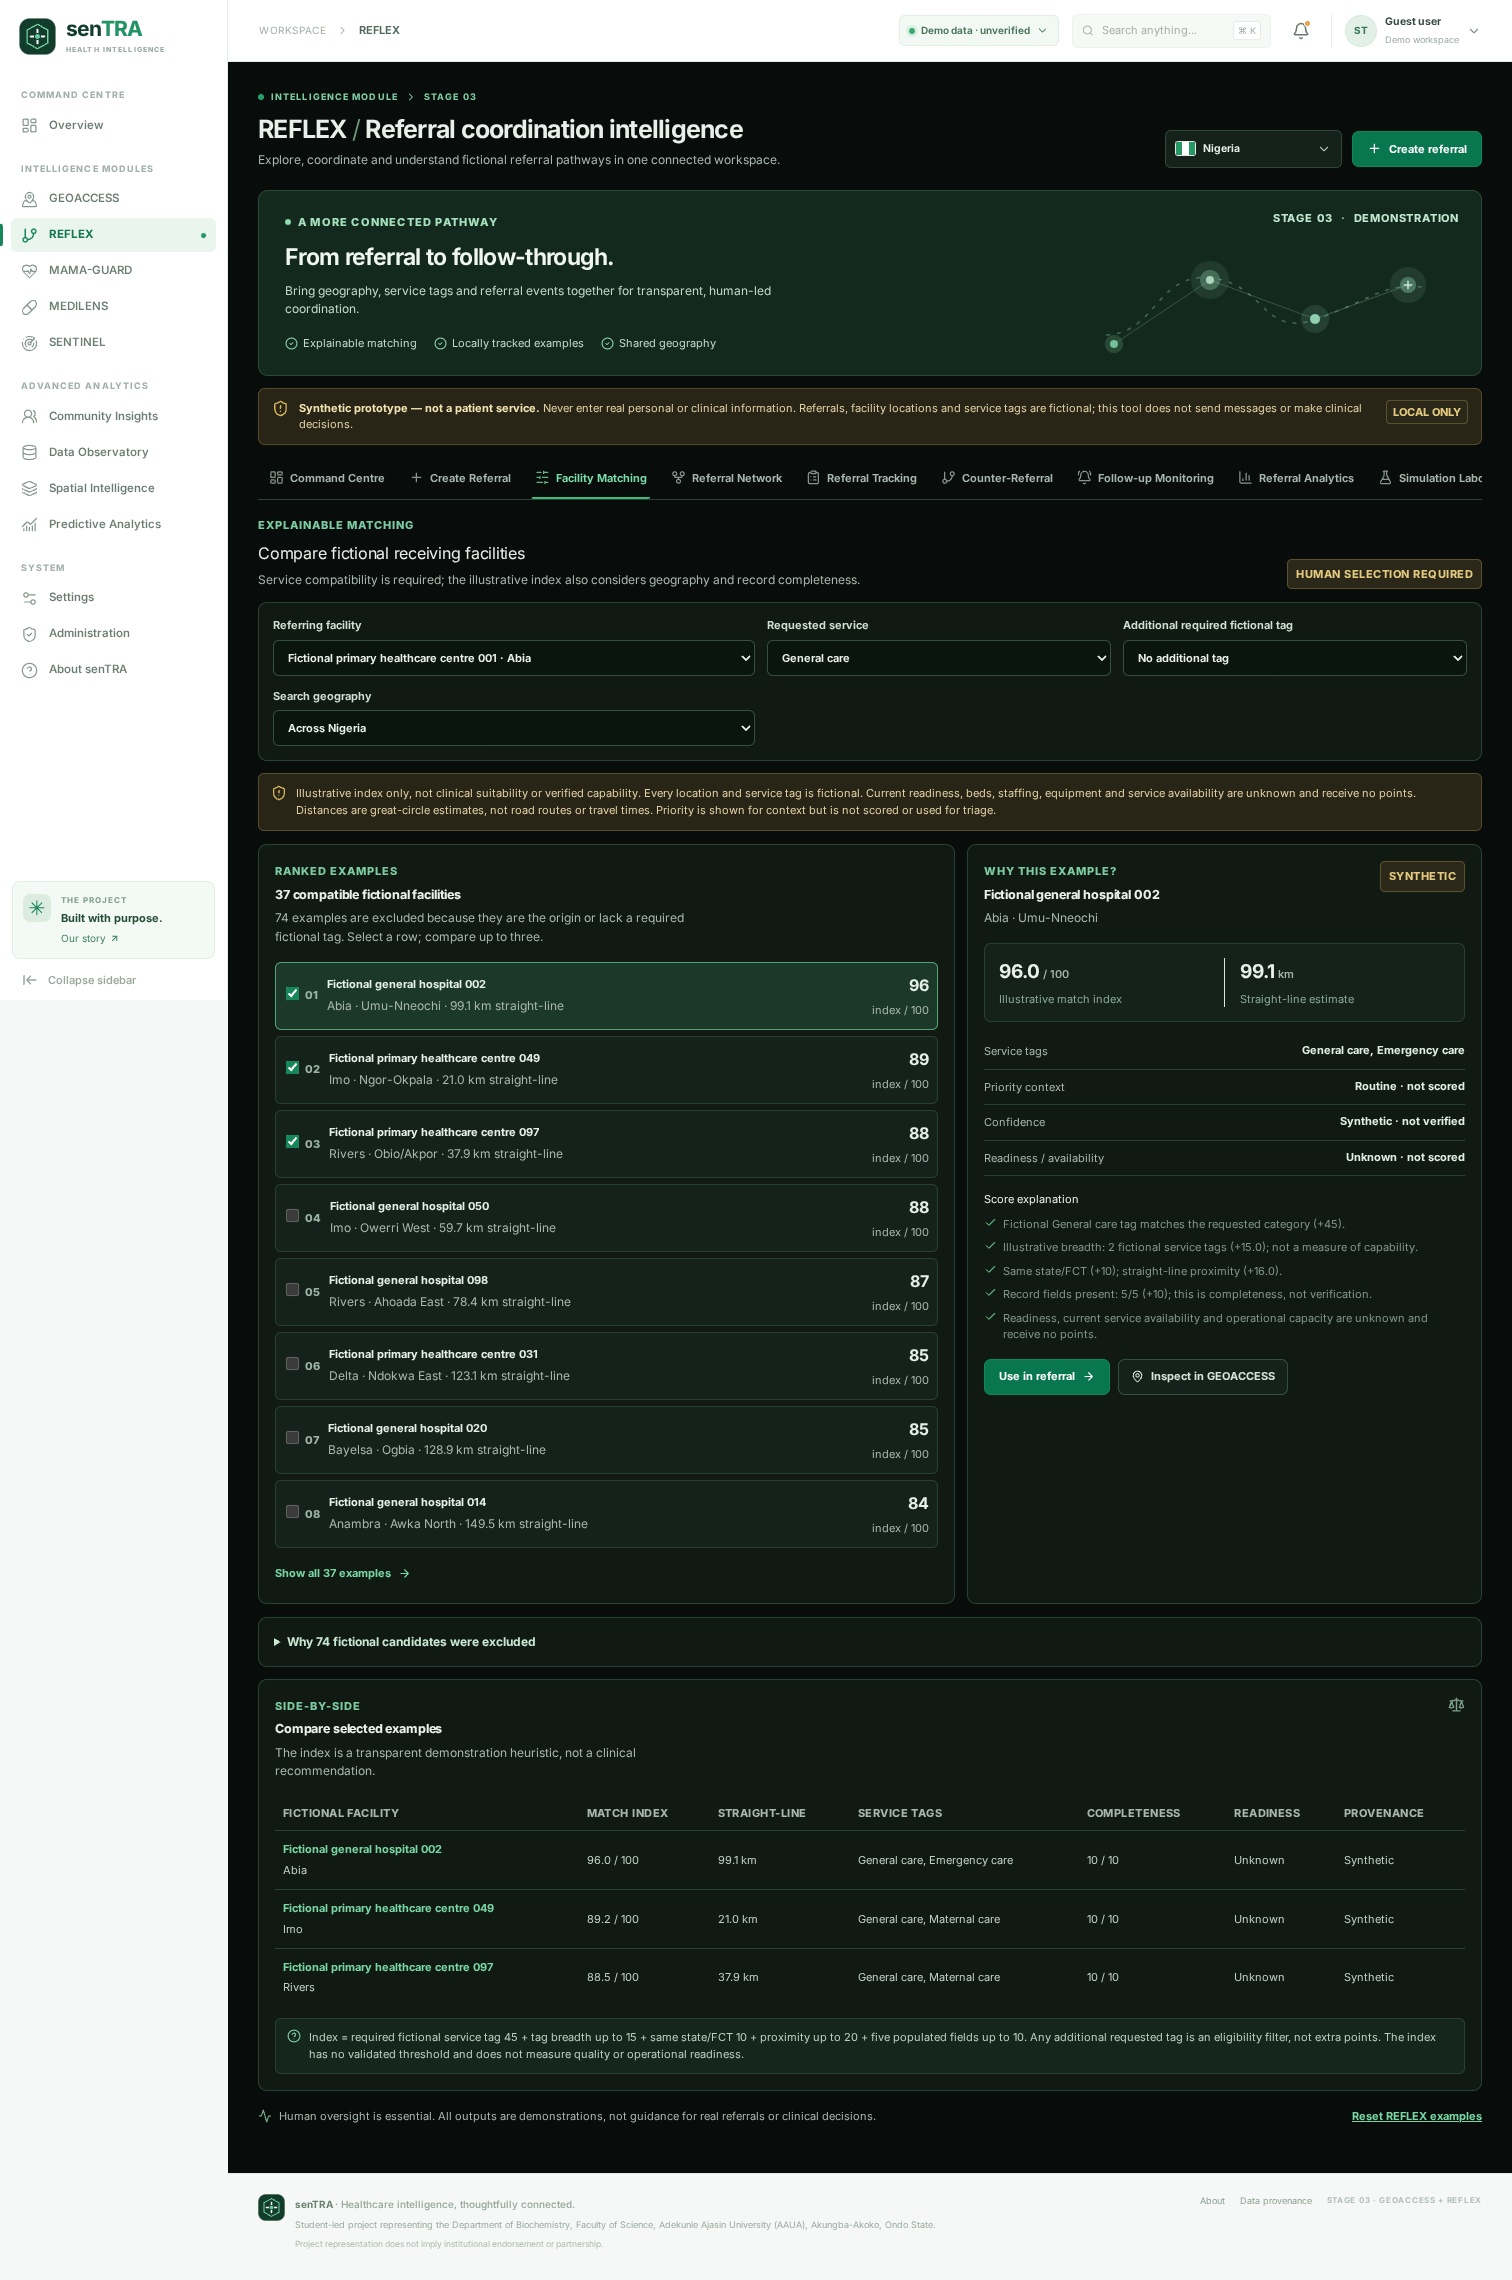 senTRA
HEALTH INTELLIGENCE
COMMAND CENTRE
Overview
INTELLIGENCE MODULES
GEOACCESS
REFLEX
MAMA-GUARD
MEDILENS
SENTINEL
ADVANCED ANALYTICS
Community Insights
Data Observatory
Spatial Intelligence
Predictive Analytics
SYSTEM
Settings
Administration
About senTRA
THE PROJECT
Built with purpose.
Our story
Collapse sidebar
WORKSPACE > REFLEX
Demo data · unverified
Search anything...
⌘ K
ST
Guest user
Demo workspace
INTELLIGENCE MODULE > STAGE 03
REFLEX / Referral coordination intelligence
Explore, coordinate and understand fictional referral pathways in one connected workspace.
Nigeria
+ Create referral
A MORE CONNECTED PATHWAY
STAGE 03 · DEMONSTRATION
From referral to follow-through.
Bring geography, service tags and referral events together for transparent, human-led
coordination.
Explainable matching
Locally tracked examples
Shared geography
Synthetic prototype — not a patient service. Never enter real personal or clinical information. Referrals, facility locations and service tags are fictional; this tool does not send messages or make clinical
decisions.
LOCAL ONLY
Command Centre
Create Referral
Facility Matching
Referral Network
Referral Tracking
Counter-Referral
Follow-up Monitoring
Referral Analytics
Simulation Labo
EXPLAINABLE MATCHING
Compare fictional receiving facilities
Service compatibility is required; the illustrative index also considers geography and record completeness.
HUMAN SELECTION REQUIRED
Referring facility
Fictional primary healthcare centre 001 · Abia
Requested service
General care
Additional required fictional tag
No additional tag
Search geography
Across Nigeria
Illustrative index only, not clinical suitability or verified capability. Every location and service tag is fictional. Current readiness, beds, staffing, equipment and service availability are unknown and receive no points.
Distances are great-circle estimates, not road routes or travel times. Priority is shown for context but is not scored or used for triage.
RANKED EXAMPLES
37 compatible fictional facilities
74 examples are excluded because they are the origin or lack a required
fictional tag. Select a row; compare up to three.
01 Fictional general hospital 002 96
Abia · Umu-Nneochi · 99.1 km straight-line index / 100
02 Fictional primary healthcare centre 049 89
Imo · Ngor-Okpala · 21.0 km straight-line index / 100
03 Fictional primary healthcare centre 097 88
Rivers · Obio/Akpor · 37.9 km straight-line index / 100
04 Fictional general hospital 050 88
Imo · Owerri West · 59.7 km straight-line index / 100
05 Fictional general hospital 098 87
Rivers · Ahoada East · 78.4 km straight-line index / 100
06 Fictional primary healthcare centre 031 85
Delta · Ndokwa East · 123.1 km straight-line index / 100
07 Fictional general hospital 020 85
Bayelsa · Ogbia · 128.9 km straight-line index / 100
08 Fictional general hospital 014 84
Anambra · Awka North · 149.5 km straight-line index / 100
Show all 37 examples →
WHY THIS EXAMPLE?
SYNTHETIC
Fictional general hospital 002
Abia · Umu-Nneochi
96.0 / 100
Illustrative match index
99.1 km
Straight-line estimate
Service tags General care, Emergency care
Priority context Routine · not scored
Confidence Synthetic · not verified
Readiness / availability Unknown · not scored
Score explanation
Fictional General care tag matches the requested category (+45).
Illustrative breadth: 2 fictional service tags (+15.0); not a measure of capability.
Same state/FCT (+10); straight-line proximity (+16.0).
Record fields present: 5/5 (+10); this is completeness, not verification.
Readiness, current service availability and operational capacity are unknown and
receive no points.
Use in referral →
Inspect in GEOACCESS
Why 74 fictional candidates were excluded
SIDE-BY-SIDE
Compare selected examples
The index is a transparent demonstration heuristic, not a clinical
recommendation.
FICTIONAL FACILITY MATCH INDEX STRAIGHT-LINE SERVICE TAGS COMPLETENESS READINESS PROVENANCE
Fictional general hospital 002
Abia 96.0 / 100 99.1 km General care, Emergency care 10 / 10 Unknown Synthetic
Fictional primary healthcare centre 049
Imo 89.2 / 100 21.0 km General care, Maternal care 10 / 10 Unknown Synthetic
Fictional primary healthcare centre 097
Rivers 88.5 / 100 37.9 km General care, Maternal care 10 / 10 Unknown Synthetic
Index = required fictional service tag 45 + tag breadth up to 15 + same state/FCT 10 + proximity up to 20 + five populated fields up to 10. Any additional requested tag is an eligibility filter, not extra points. The index
has no validated threshold and does not measure quality or operational readiness.
Human oversight is essential. All outputs are demonstrations, not guidance for real referrals or clinical decisions.
Reset REFLEX examples
senTRA · Healthcare intelligence, thoughtfully connected.
Student-led project representing the Department of Biochemistry, Faculty of Science, Adekunle Ajasin University (AAUA), Akungba-Akoko, Ondo State.
Project representation does not imply institutional endorsement or partnership.
About
Data provenance
STAGE 03 · GEOACCESS + REFLEX